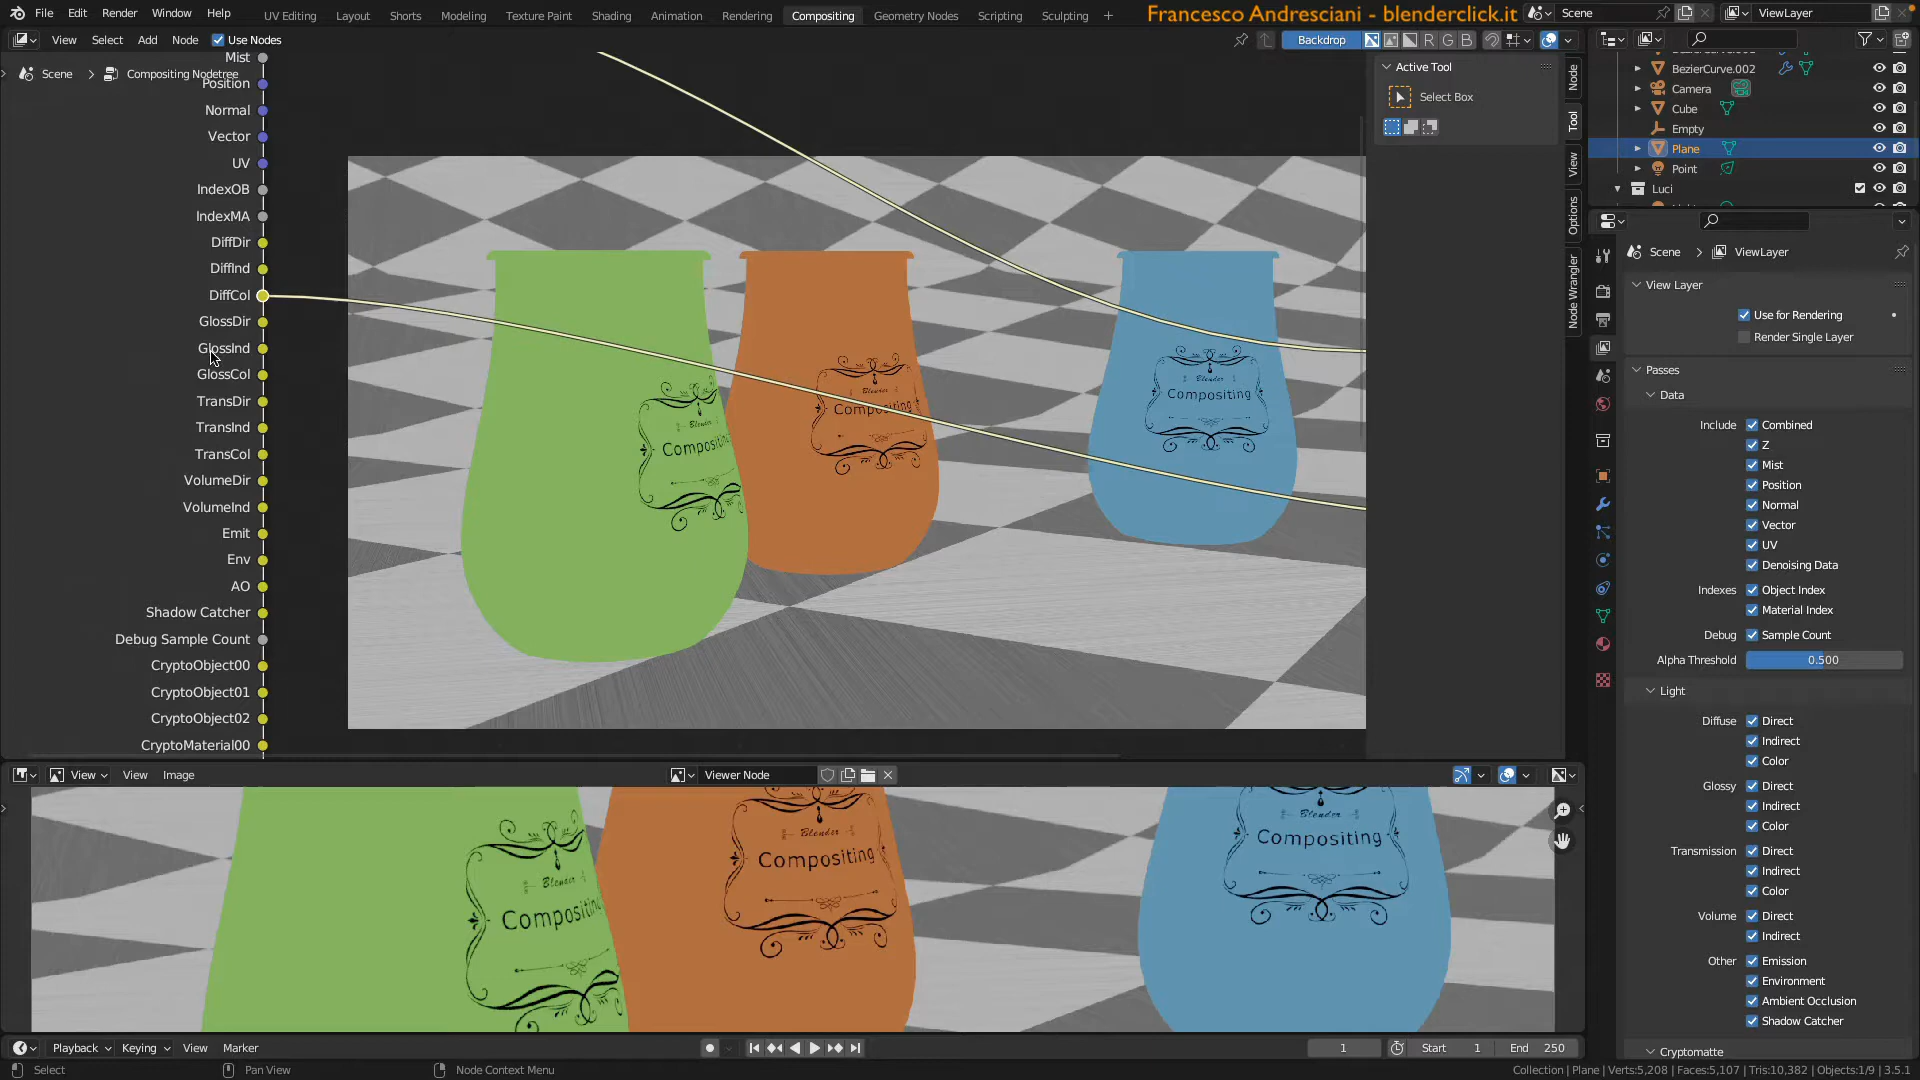 File Edit Render Window Help UV Editing Layout Shorts Modeling Texture Paint Shading Animation Rendering Compositing Geometry Nodes Scripting Sculpting +
Francesco Andresciani - blenderclick.it
Scene ViewLayer
View Select Add Node Use Nodes Backdrop R G B
Scene > Compositing Nodetree
Mist
Position
Normal
Vector
UV
IndexOB
IndexMA
DiffDir
DiffInd
DiffCol
GlossDir
GlossInd
GlossCol
TransDir
TransInd
TransCol
VolumeDir
VolumeInd
Emit
Env
AO
Shadow Catcher
Debug Sample Count
CryptoObject00
CryptoObject01
CryptoObject02
CryptoMaterial00
Blender
Compositing
Blender
Compositing
Blender
Compositing
Active Tool
Select Box
Node
Tool
View
Options
Node Wrangler
BezierCurve.002
Camera
Cube
Empty
Plane
Point
Luci
Scene > ViewLayer
View Layer
Use for Rendering
Render Single Layer
Passes
Data
Include Combined
Z
Mist
Position
Normal
Vector
UV
Denoising Data
Indexes Object Index
Material Index
Debug Sample Count
Alpha Threshold 0.500
Light
Diffuse Direct
Indirect
Color
Glossy Direct
Indirect
Color
Transmission Direct
Indirect
Color
Volume Direct
Indirect
Other Emission
Environment
Ambient Occlusion
Shadow Catcher
Cryptomatte
View View Image Viewer Node
Blender
Compositing
Blender
Compositing
Blender
Compositing
Playback Keying View Marker 1 Start 1 End 250
Select Pan View Node Context Menu Collection | Plane | Verts:5,208 | Faces:5,107 | Tris:10,382 | Objects:1/9 | 3.5.1